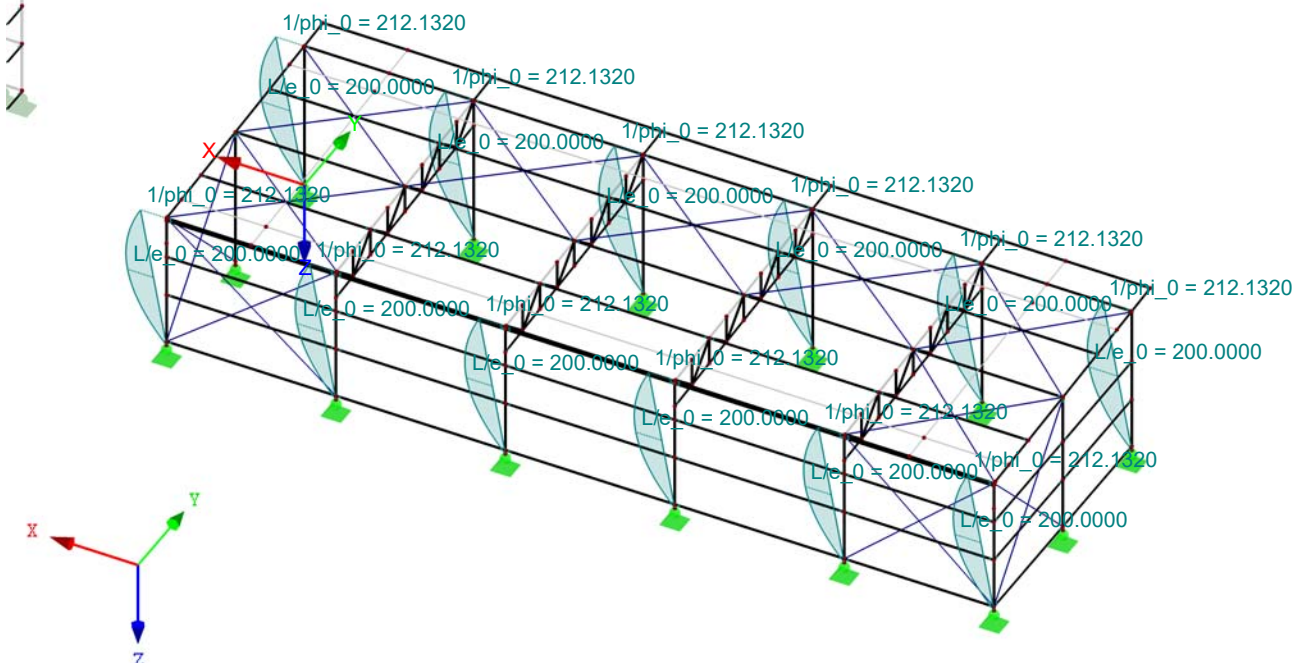 1/phi_0 = 212.1320
1/phi_0 = 212.1320
L/e_0 = 200.0000
Y
1/phi_0 = 212.1320
L/e_0 = 200.0000
X
1/phi_0 = 212.1320
L/e_0 = 200.0000
1/phi_0 = 212.1320
1/phi_0 = 212.1320
L/e_0 = 200.0000
L/e_0 = 200.0000
1/phi_0 = 212.1320
Z
1/phi_0 = 212.1320
L/e_0 = 200.0000
1/phi_0 = 212.1320
L/e_0 = 200.0000
1/phi_0 = 212.1320
L/e_0 = 200.0000
L/e_0 = 200.0000
1/phi_0 = 212.1320
L/e_0 = 200.0000
1/phi_0 = 212.1320
L/e_0 = 200.0000
1/phi_0 = 212.1320
L/e_0 = 200.0000
Y
X
Z